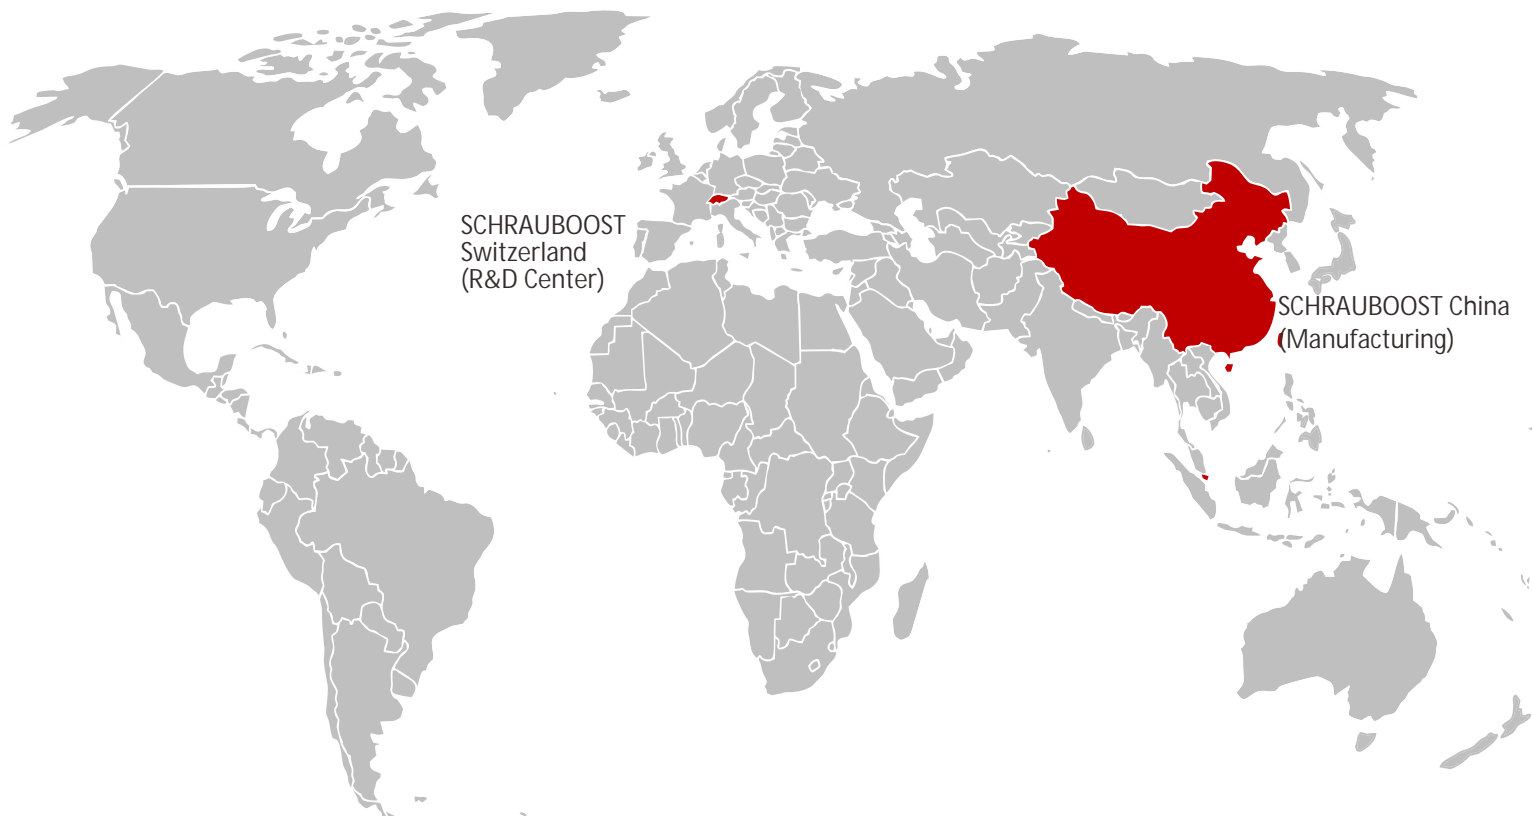 SCHRAUBOOST
Switzerland
(R&D Center)
SCHRAUBOOST China
(Manufacturing)